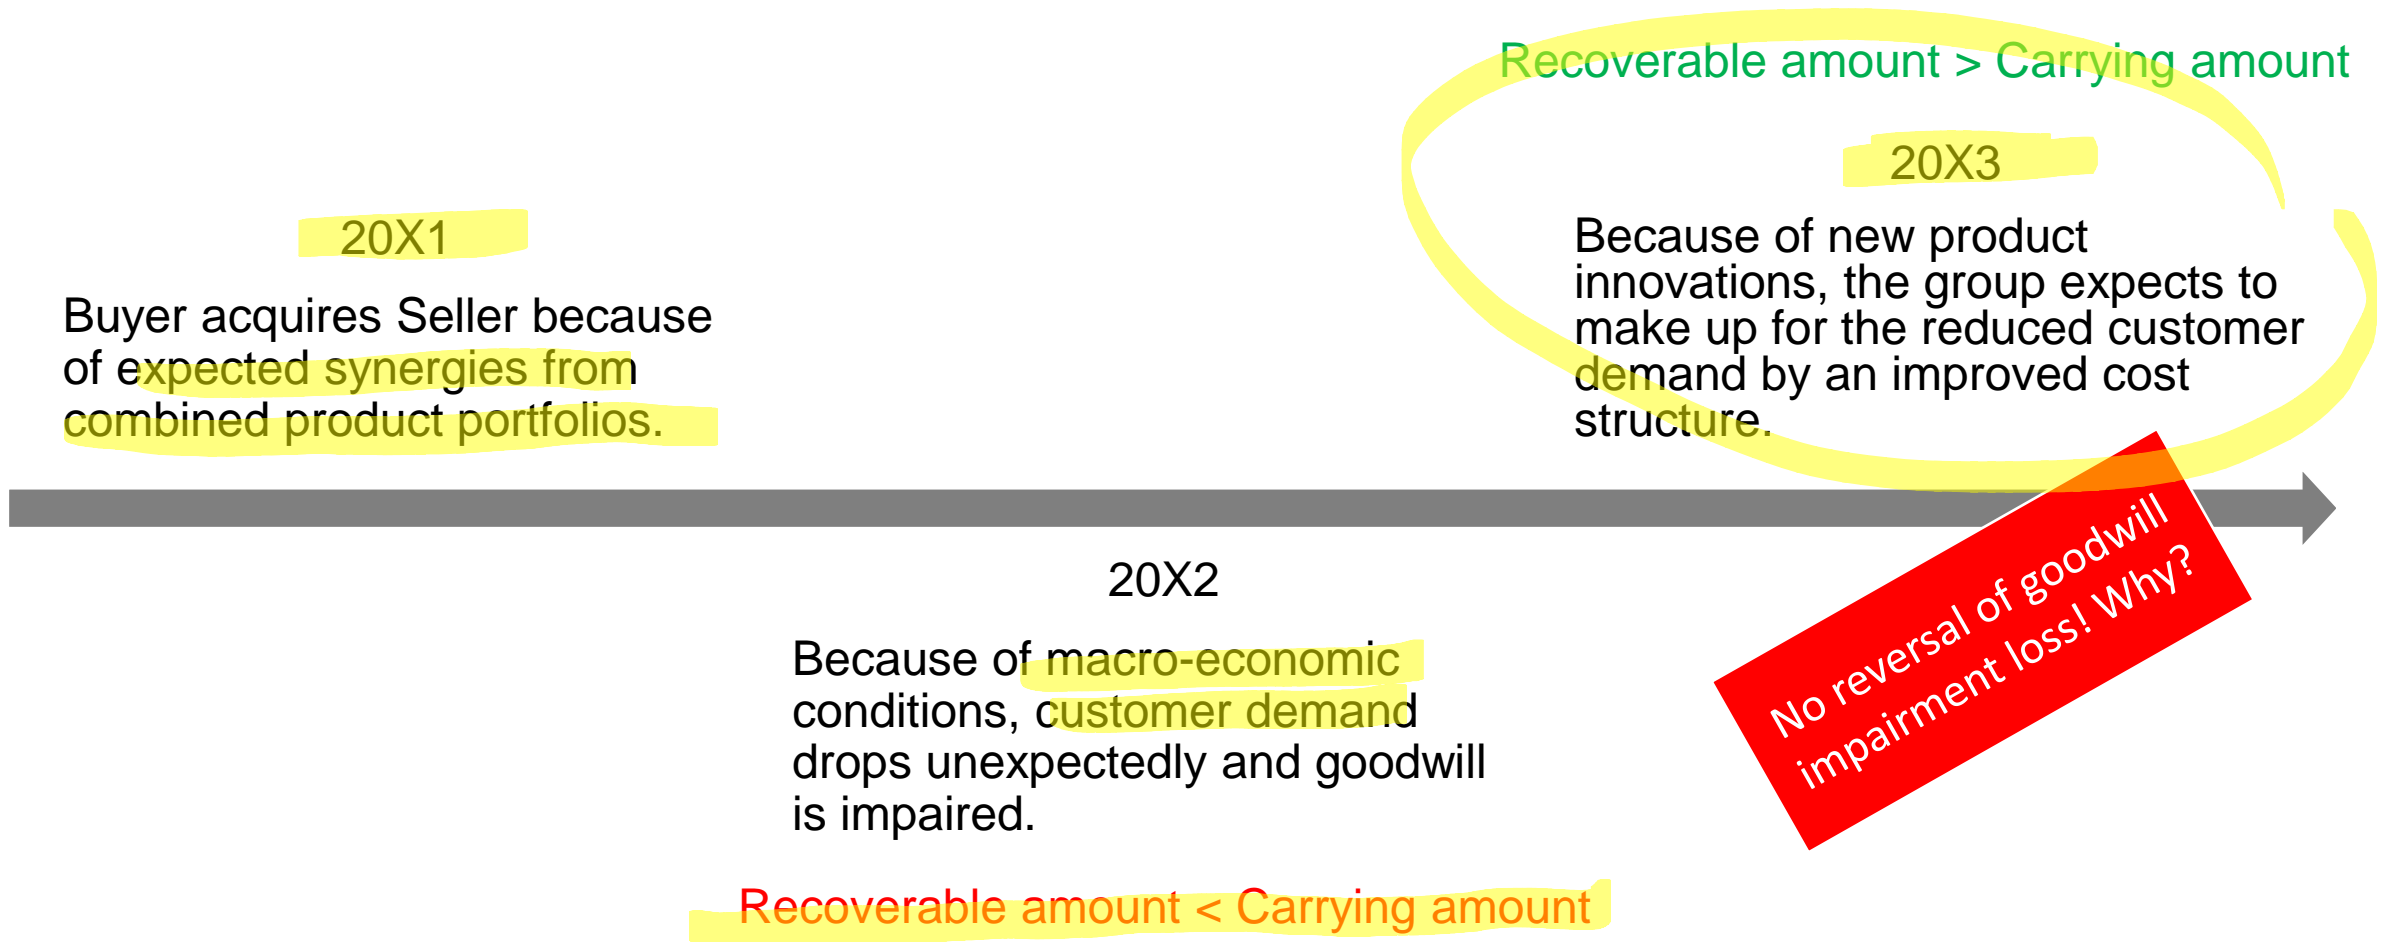 20X1
Buyer acquires Seller because
of expected synergies from
combined product portfolios.
20X2
Because of macro-economic
conditions, customer demand
drops unexpectedly and goodwill
is impaired.
Recoverable amount < Carrying amount
Recoverable amount > Carrying amount
20X3
Because of new product
innovations, the group expects to
make up for the reduced customer
demand by an improved cost
structure.
No reversal of goodwill
impairment loss! Why?